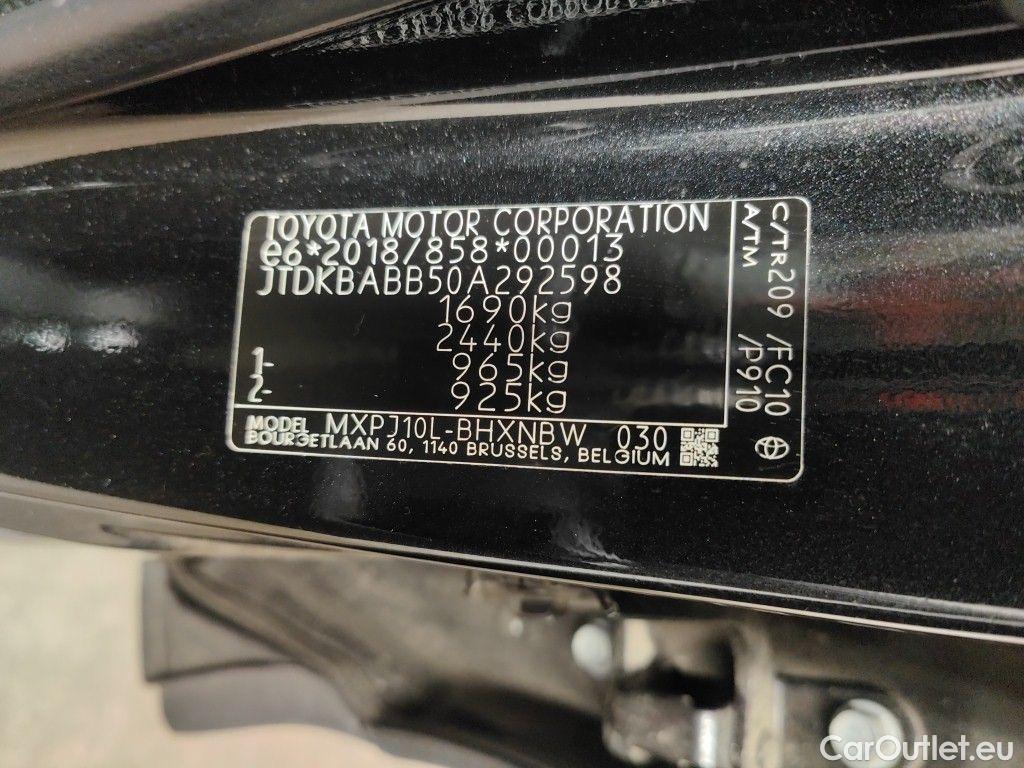 TOYOTA MOTOR CORPORATION
e6*2018/858*00013
JTDKBABB50A292598
1690kg
2440kg
1- 965kg
2- 925kg
MODEL MXPJ10L-BHXNBW 030
BOURGETLAAN 60, 1140 BRUSSELS, BELGIUM
C/TR209 /FC10
A/TM /P910
CarOutlet.eu